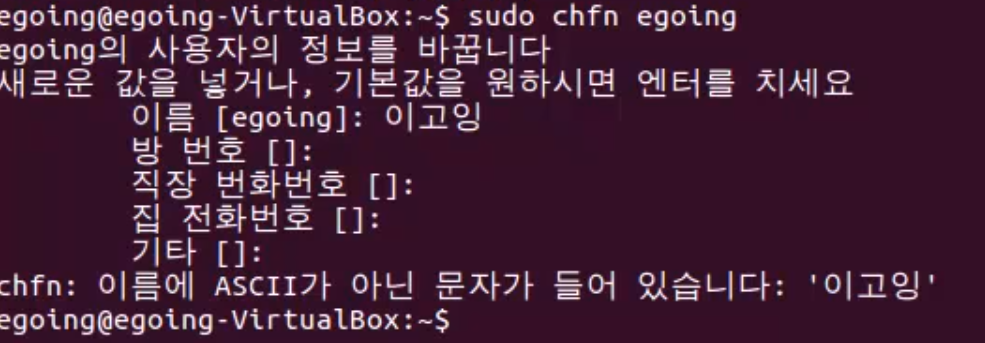 egoing@egoing-VirtualBox:~$ sudo chfn egoing
egoing의 사용자의 정보를 바꿉니다
새로운 값을 넣거나, 기본값을 원하시면 엔터를 치세요
이름 [egoing]: 이고잉
방 번호 []:
직장 번화번호 []:
집 전화번호 []:
기타 []:
chfn: 이름에 ASCII가 아닌 문자가 들어 있습니다: '이고잉'
egoing@egoing-VirtualBox:~$